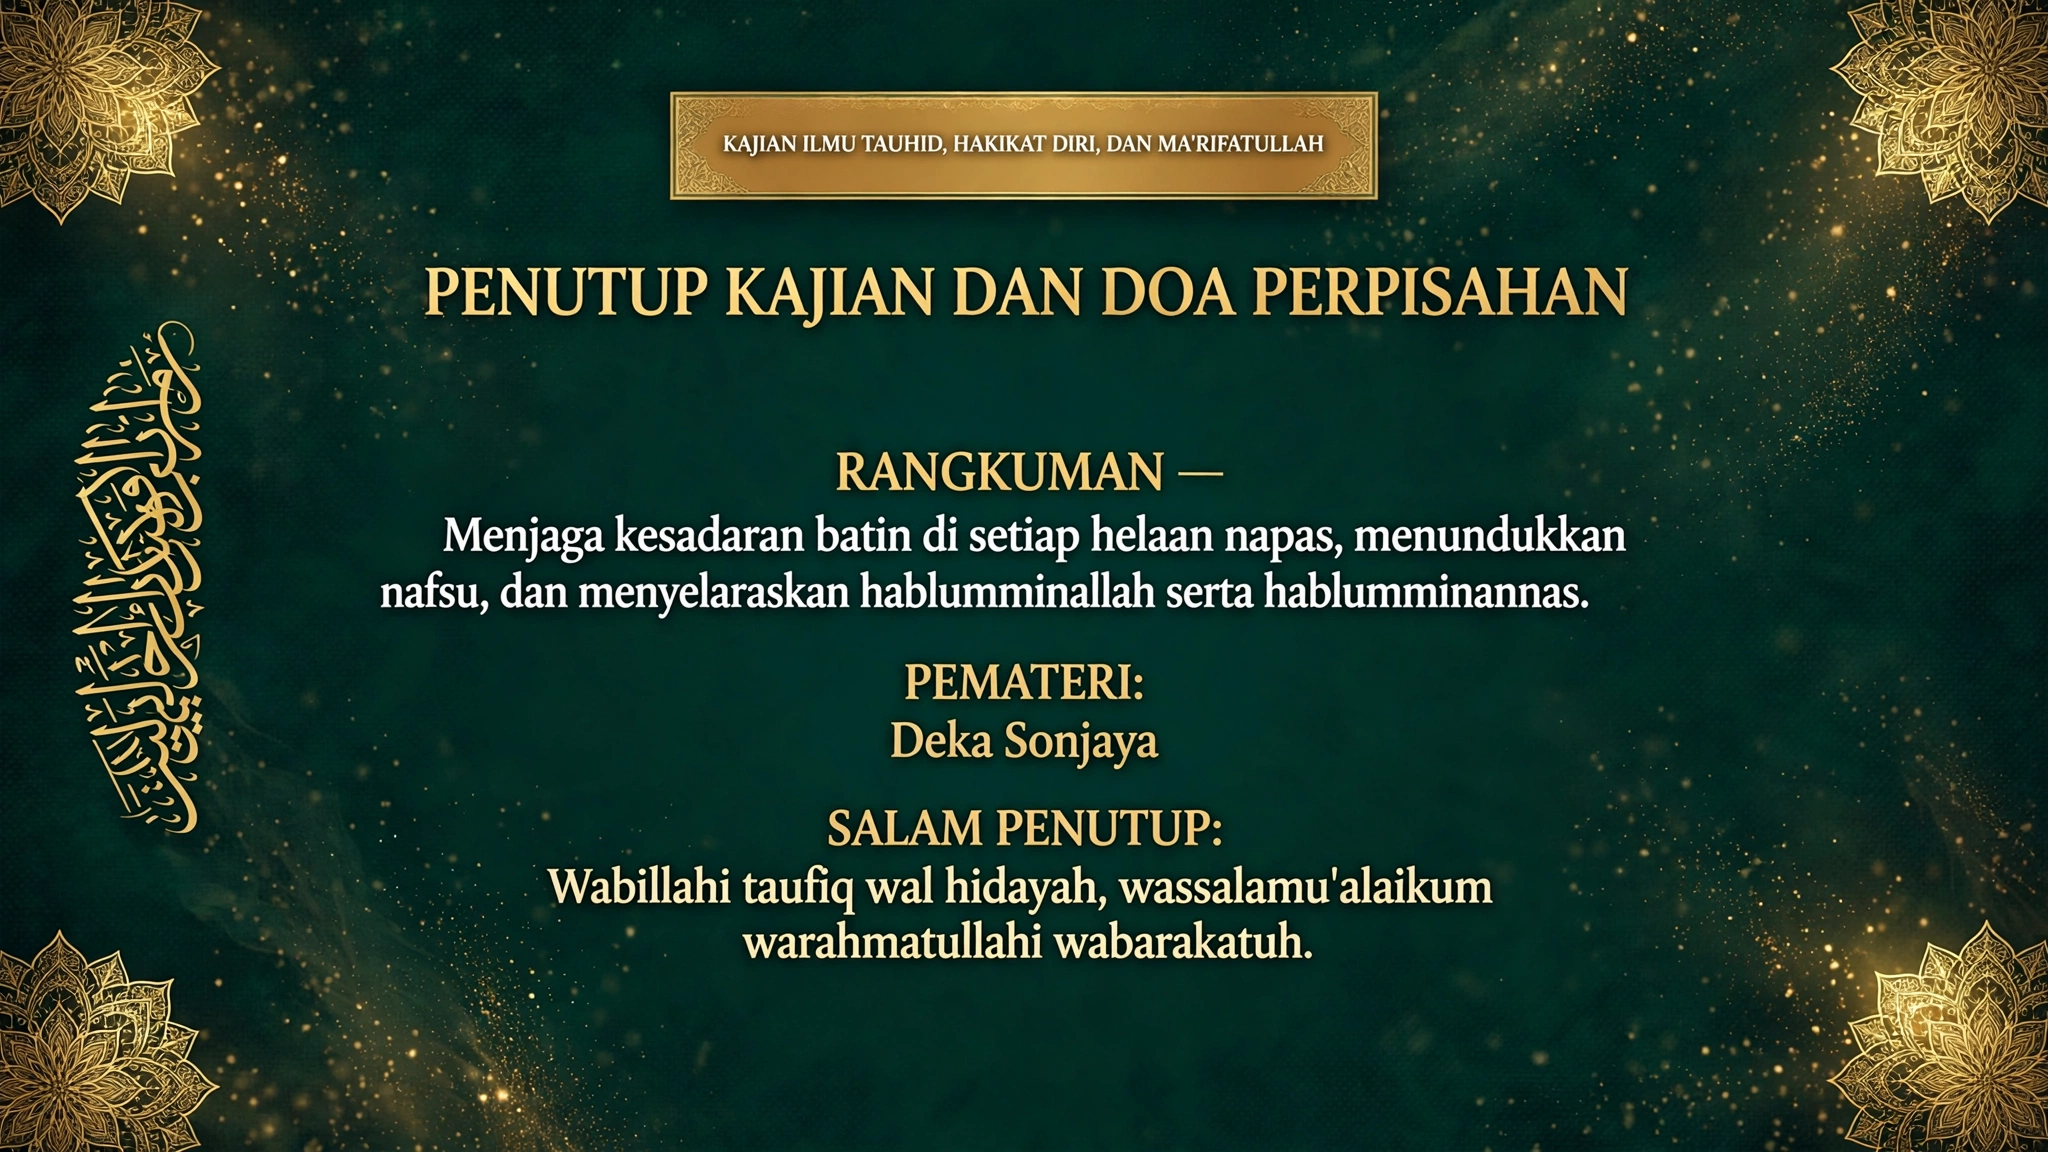 KAJIAN ILMU TAUHID, HAKIKAT DIRI, DAN MA'RIFATULLAH
PENUTUP KAJIAN DAN DOA PERPISAHAN
RANGKUMAN —
Menjaga kesadaran batin di setiap helaan napas, menundukkan
nafsu, dan menyelaraskan hablumminallah serta hablumminannas.
PEMATERI:
Deka Sonjaya
SALAM PENUTUP:
Wabillahi taufiq wal hidayah, wassalamu'alaikum
warahmatullahi wabarakatuh.